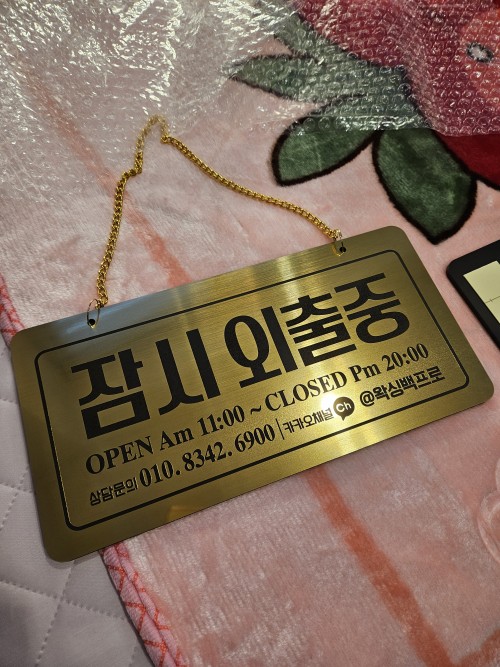 잠시 외출중
OPEN Am 11:00 ~ CLOSED Pm 20:00
상담문의 010.8342.6900 | 카카오채널 Ch @왁싱백프로